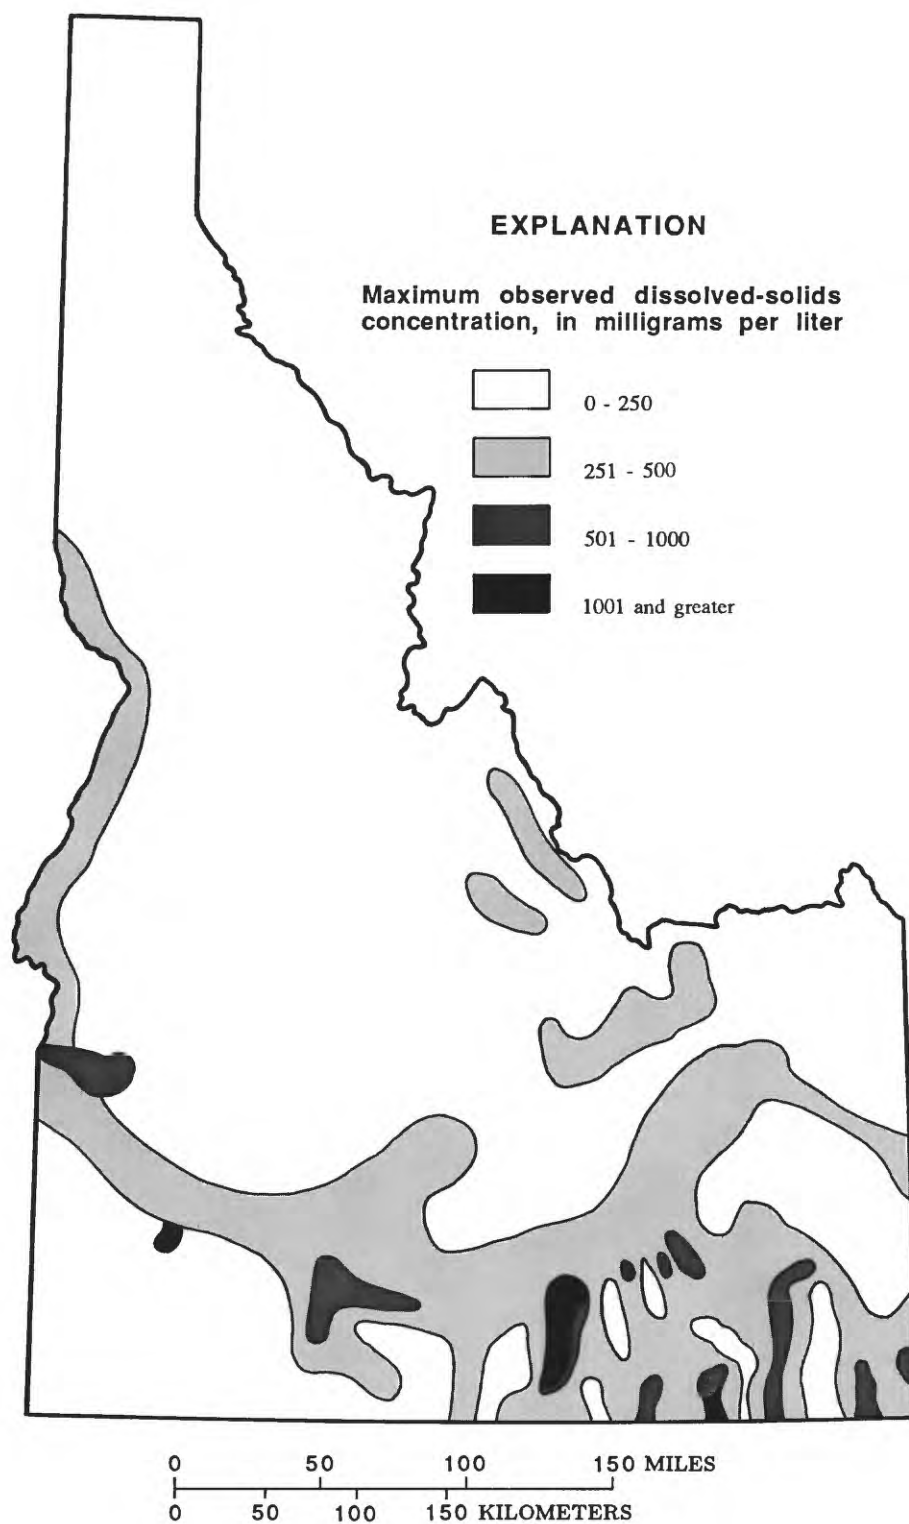 EXPLANATION
Maximum observed dissolved-solids
concentration, in milligrams per liter
0 - 250
251 - 500
501 - 1000
1001 and greater
0 50 100 150 MILES
0 50 100 150 KILOMETERS